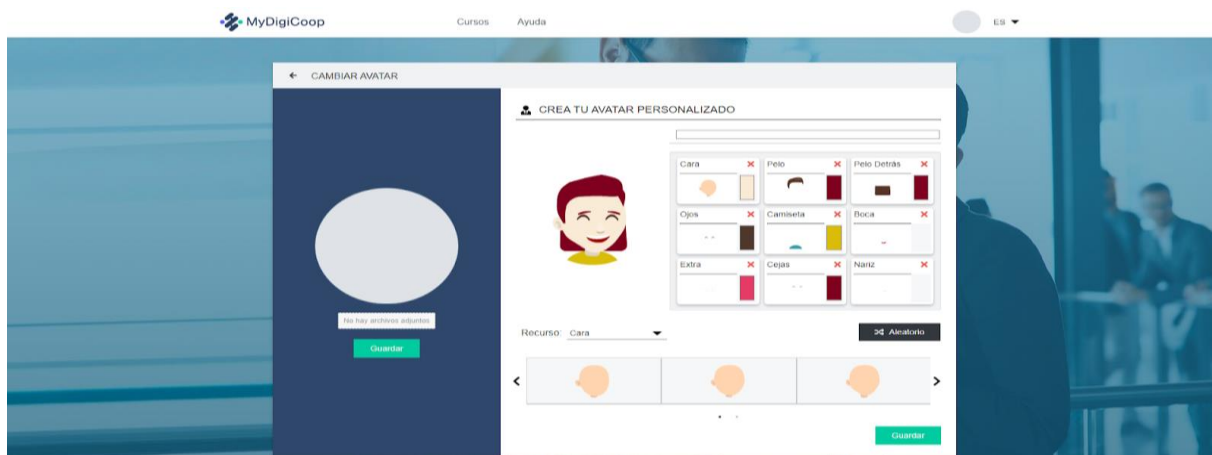 MyDigiCoop
Cursos
Ayuda
ES
CAMBIAR AVATAR
CREA TU AVATAR PERSONALIZADO
Cara
Pelo
Pelo Detrás
Ojos
Camiseta
Boca
Extra
Cejas
Nariz
No hay archivos adjuntos
Guardar
Recurso: Cara
Aleatorio
Guardar